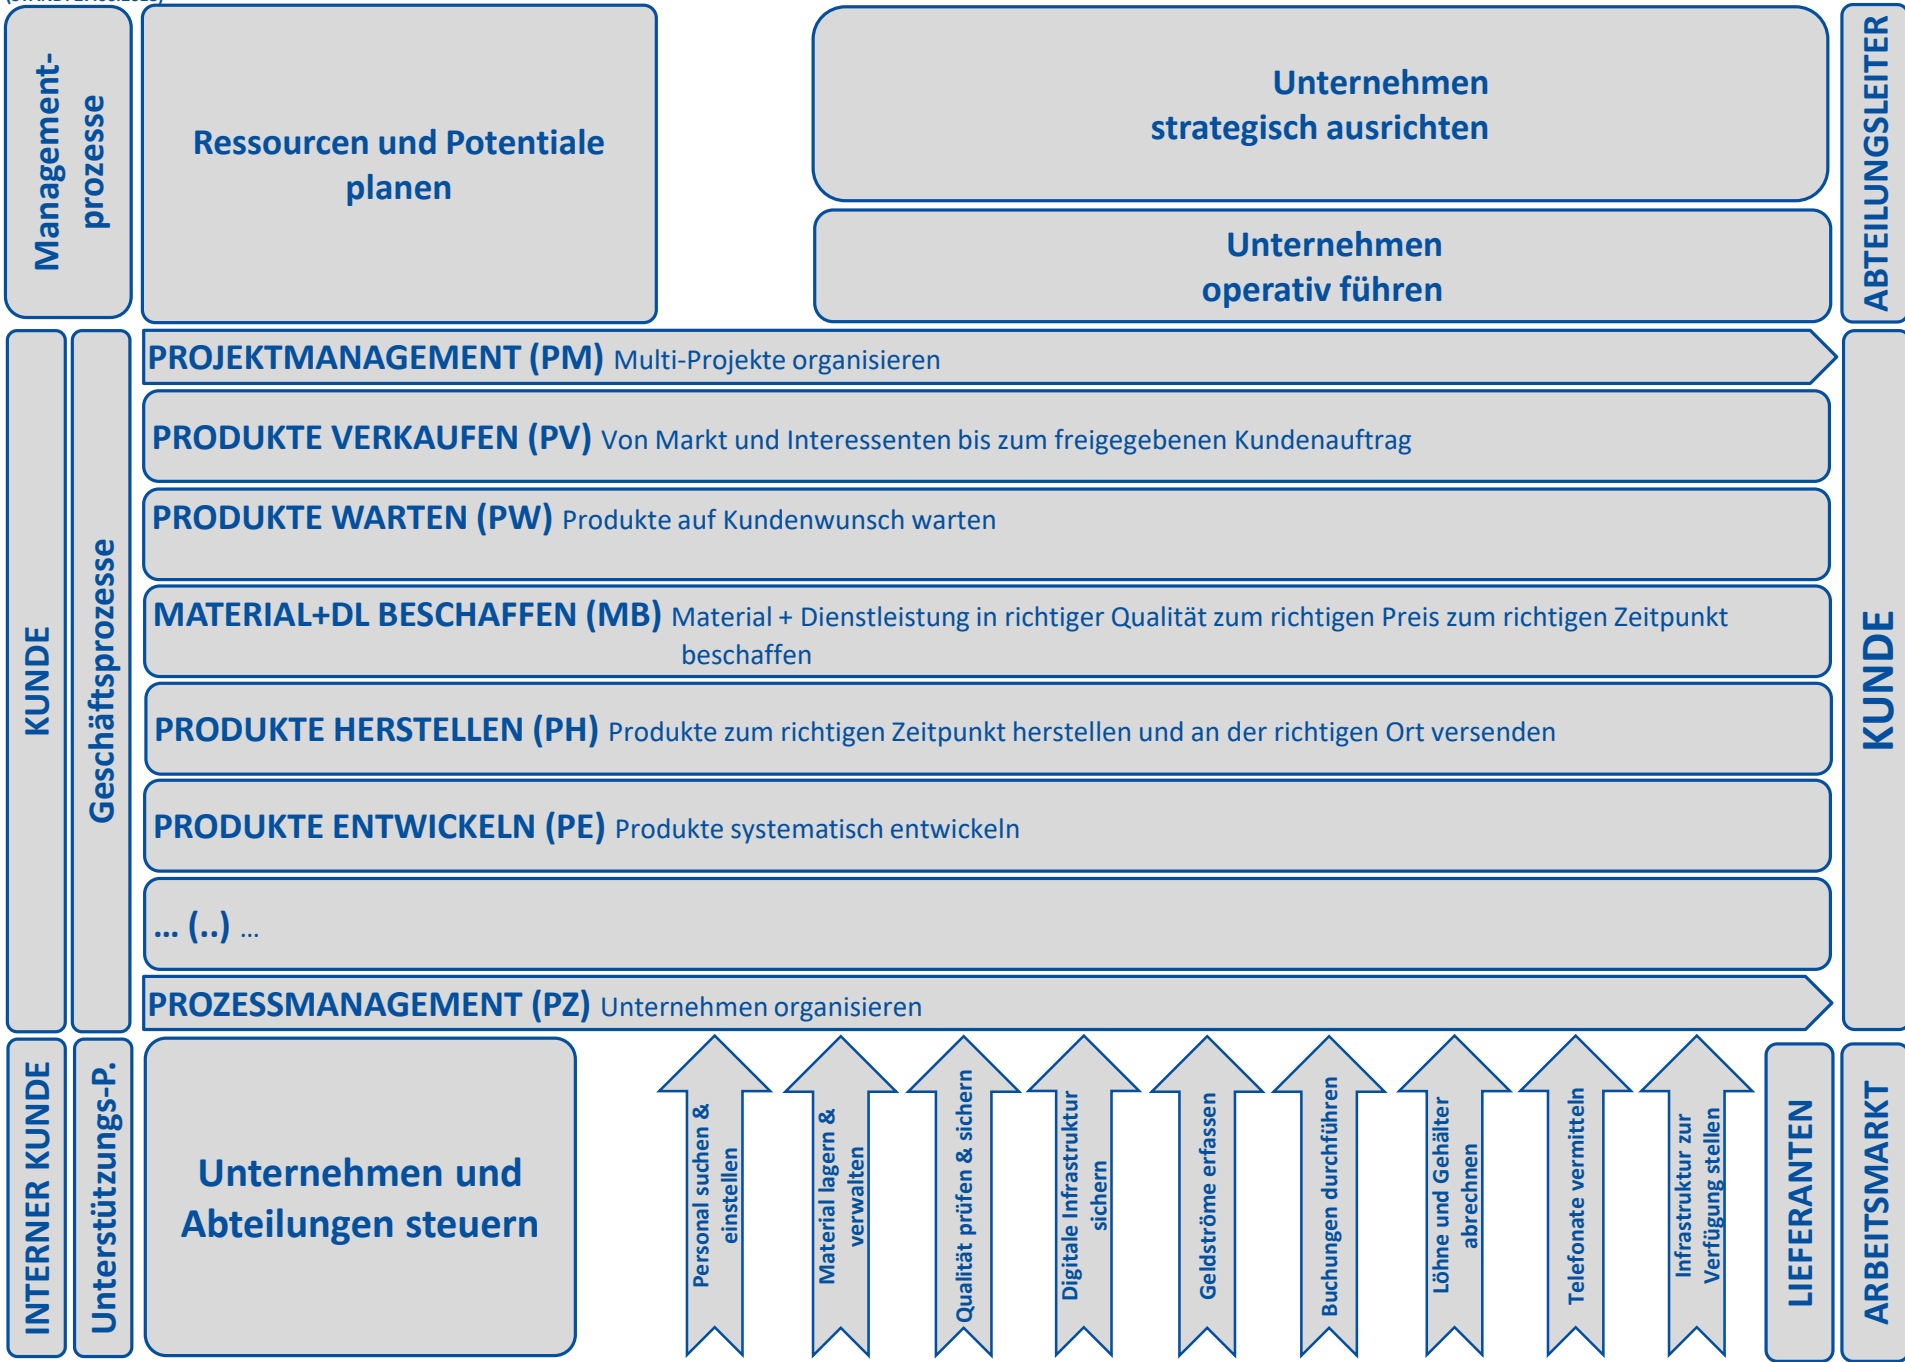 Management-
prozesse
Ressourcen und Potentiale
planen
Unternehmen
strategisch ausrichten
Unternehmen
operativ führen
ABTEILUNGSLEITER
KUNDE
Geschäftsprozesse
PROJEKTMANAGEMENT (PM) Multi-Projekte organisieren
PRODUKTE VERKAUFEN (PV) Von Markt und Interessenten bis zum freigegebenen Kundenauftrag
PRODUKTE WARTEN (PW) Produkte auf Kundenwunsch warten
MATERIAL+DL BESCHAFFEN (MB) Material + Dienstleistung in richtiger Qualität zum richtigen Preis zum richtigen Zeitpunkt
beschaffen
PRODUKTE HERSTELLEN (PH) Produkte zum richtigen Zeitpunkt herstellen und an der richtigen Ort versenden
PRODUKTE ENTWICKELN (PE) Produkte systematisch entwickeln
... (..) ...
PROZESSMANAGEMENT (PZ) Unternehmen organisieren
KUNDE
INTERNER KUNDE
Unterstützungs-P.
Unternehmen und
Abteilungen steuern
Personal suchen &
einstellen
Material lagern &
verwalten
Qualität prüfen & sichern
Digitale Infrastruktur
sichern
Geldströme erfassen
Buchungen durchführen
Löhne und Gehälter
abrechnen
Telefonate vermitteln
Infrastruktur zur
Verfügung stellen
LIEFERANTEN
ARBEITSMARKT